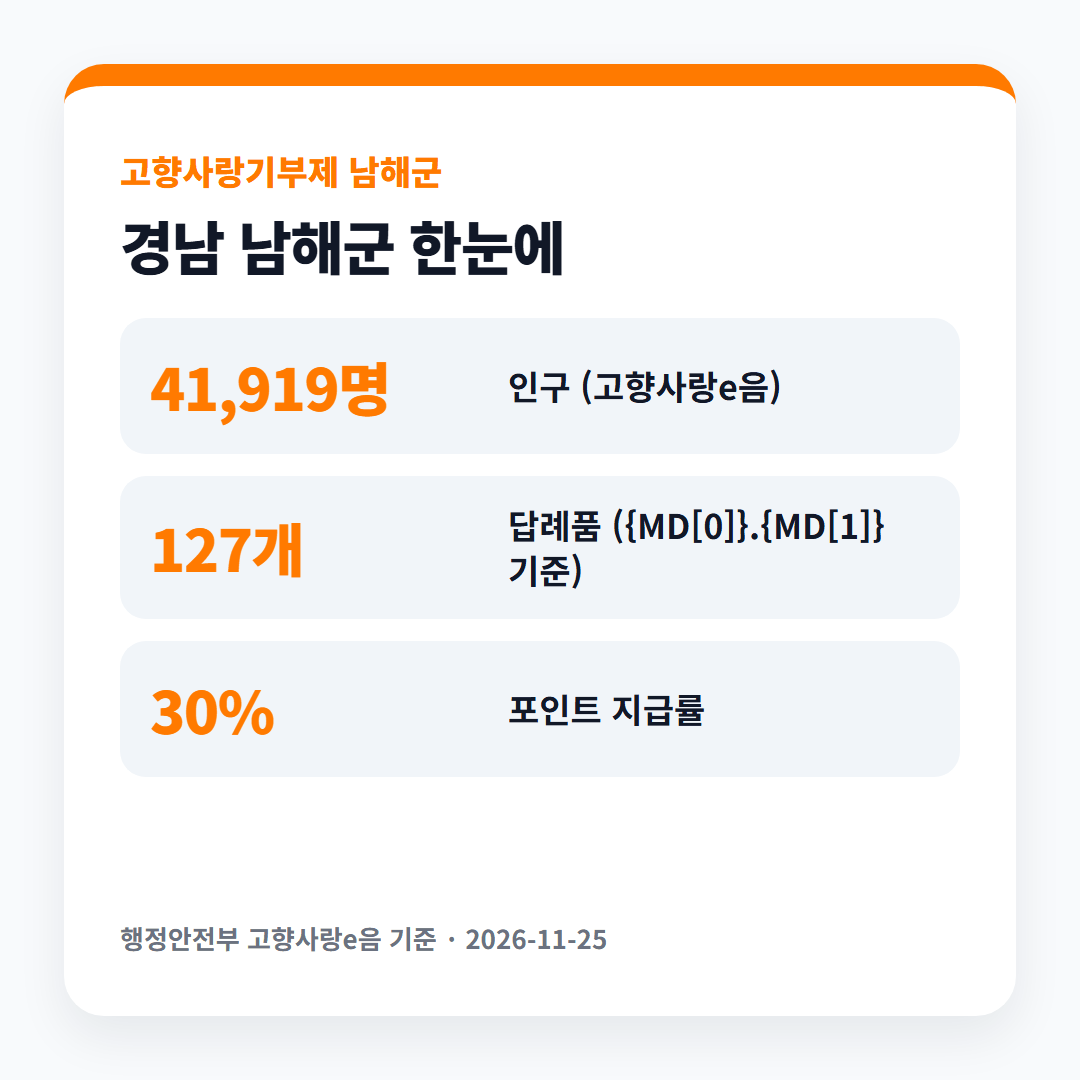 고향사랑기부제 남해군
경남 남해군 한눈에
41,919명
인구 (고향사랑e음)
127개
답례품 ({MD[0]}.{MD[1]}
기준)
30%
포인트 지급률
행정안전부 고향사랑e음 기준 · 2026-11-25